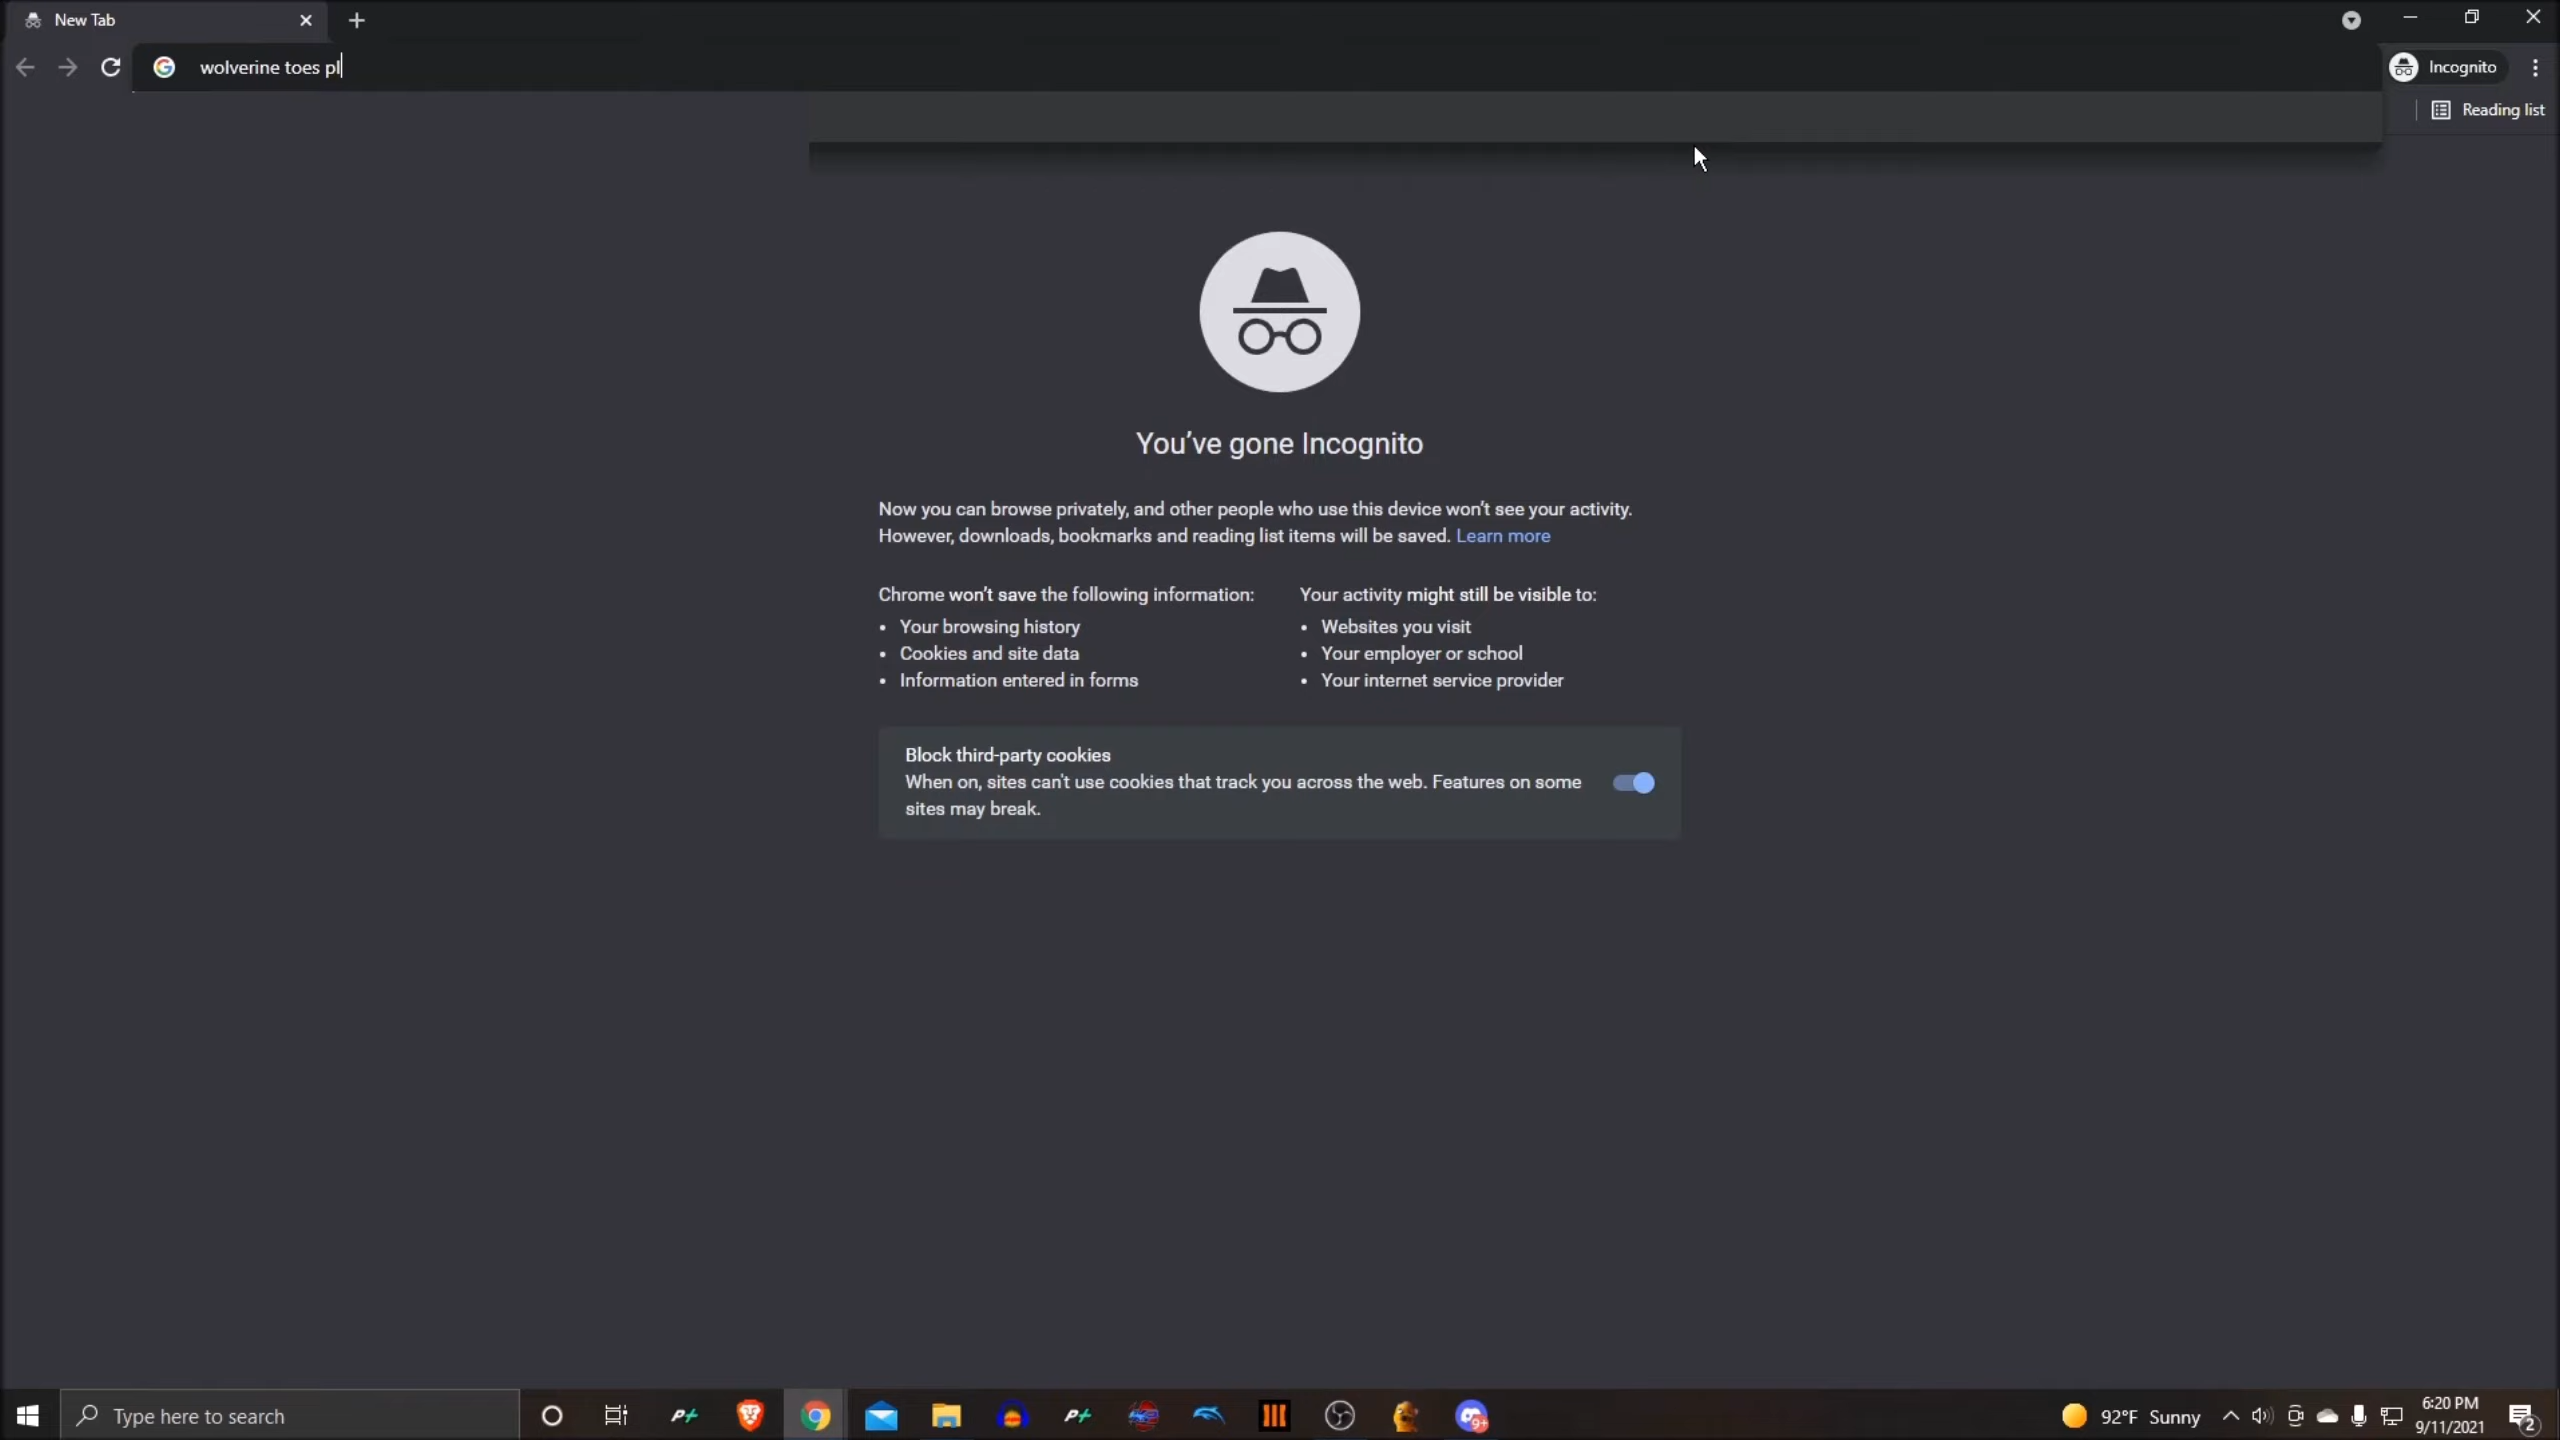 New Tab
wolverine toes pl
Incognito
Reading list
You've gone Incognito
Now you can browse privately, and other people who use this device won't see your activity.
However, downloads, bookmarks and reading list items will be saved. Learn more
Chrome won't save the following information:
Your browsing history
Cookies and site data
Information entered in forms
Your activity might still be visible to:
Websites you visit
Your employer or school
Your internet service provider
Block third-party cookies
When on, sites can't use cookies that track you across the web. Features on some
sites may break.
Type here to search
9+
92°F Sunny
6:20 PM
9/11/2021
2